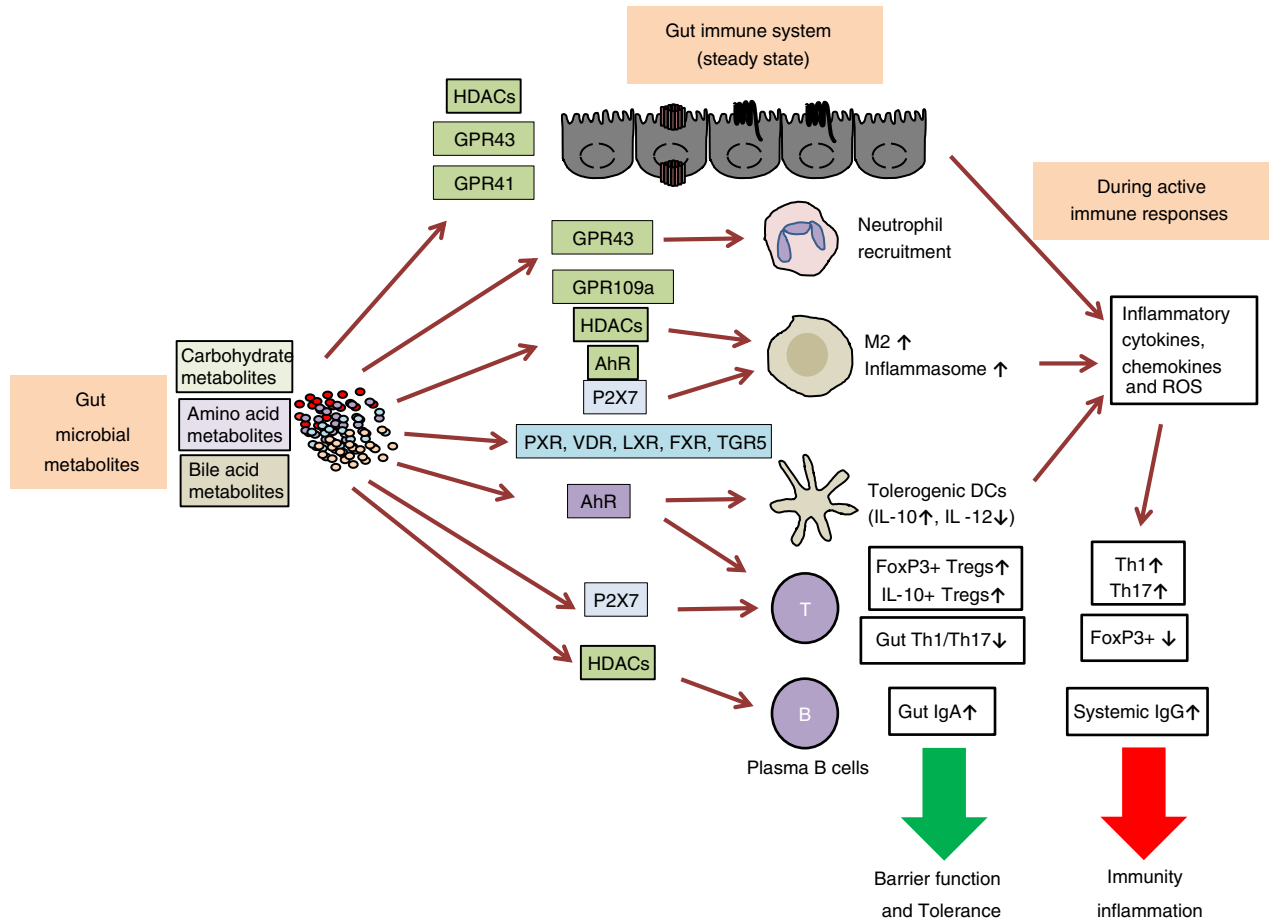 Gut immune system
(steady state)
HDACs
GPR43
GPR41
During active
immune responses
GPR43
Neutrophil
recruitment
GPR109a
HDACs
AhR
P2X7
M2 ↑
Inflammasome ↑
Inflammatory
cytokines,
chemokines
and ROS
Gut
microbial
metabolites
Carbohydrate
metabolites
Amino acid
metabolites
Bile acid
metabolites
PXR, VDR, LXR, FXR, TGR5
AhR
Tolerogenic DCs
(IL-10↑, IL -12↓)
P2X7
T
FoxP3+ Tregs↑
IL-10+ Tregs↑
Th1↑
Th17↑
Gut Th1/Th17↓
FoxP3+ ↓
HDACs
B
Plasma B cells
Gut IgA↑
Systemic IgG↑
Barrier function
and Tolerance
Immunity
inflammation